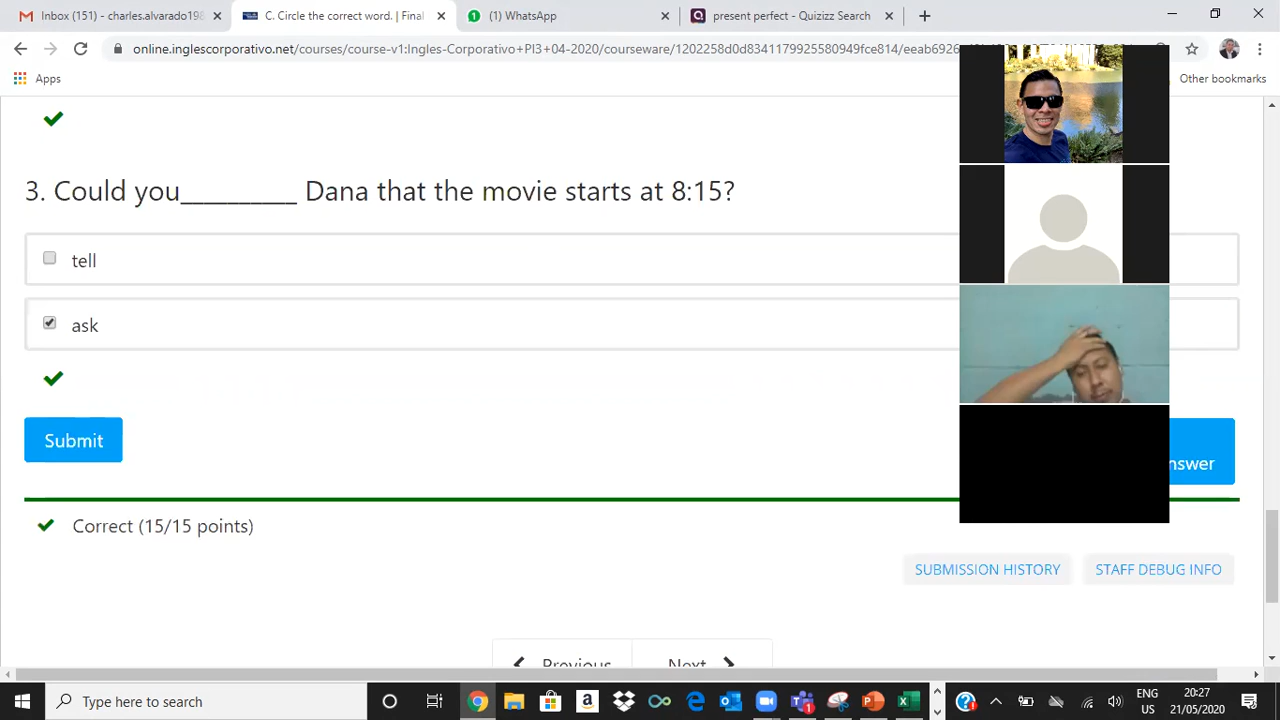 Inbox (151) - charles.alvarado198
C. Circle the correct word. | Final
(1) WhatsApp
present perfect - Quizizz Search
online.inglescorporativo.net/courses/course-v1:Ingles-Corporativo+PI3+04-2020/courseware/1202258d0d8341179925580949fce814/eeab6926
Apps
Other bookmarks
3. Could you__________ Dana that the movie starts at 8:15?
tell
ask
Submit
nswer
Correct (15/15 points)
SUBMISSION HISTORY
STAFF DEBUG INFO
Previous
Next
Type here to search
ENG
US
20:27
21/05/2020